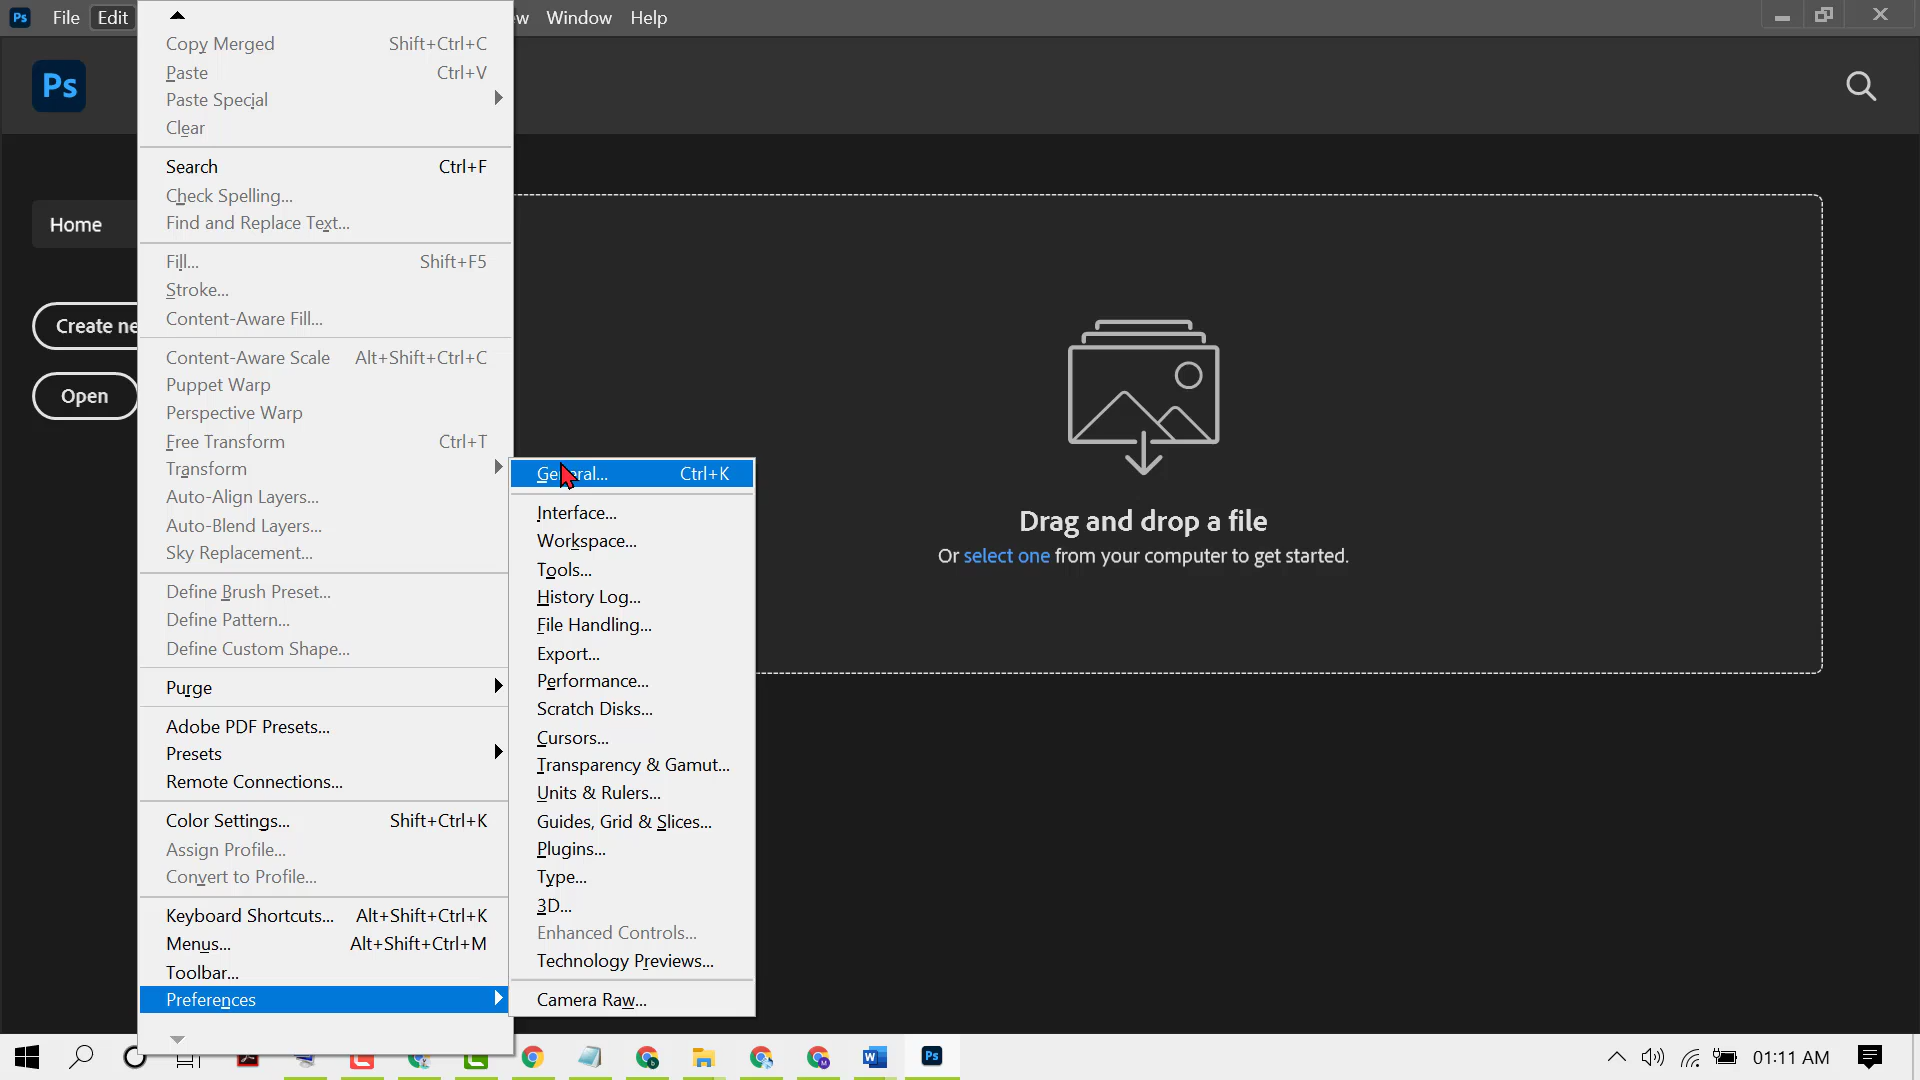 Ps File Edit ew Window Help
Ps
Home
Create ne
Open
Copy Merged Shift+Ctrl+C
Paste Ctrl+V
Paste Special
Clear
Search Ctrl+F
Check Spelling...
Find and Replace Text...
Fill... Shift+F5
Stroke...
Content-Aware Fill...
Content-Aware Scale Alt+Shift+Ctrl+C
Puppet Warp
Perspective Warp
Free Transform Ctrl+T
Transform
Auto-Align Layers...
Auto-Blend Layers...
Sky Replacement...
Define Brush Preset...
Define Pattern...
Define Custom Shape...
Purge
Adobe PDF Presets...
Presets
Remote Connections...
Color Settings... Shift+Ctrl+K
Assign Profile...
Convert to Profile...
Keyboard Shortcuts... Alt+Shift+Ctrl+K
Menus... Alt+Shift+Ctrl+M
Toolbar...
Preferences
General... Ctrl+K
Interface...
Workspace...
Tools...
History Log...
File Handling...
Export...
Performance...
Scratch Disks...
Cursors...
Transparency & Gamut...
Units & Rulers...
Guides, Grid & Slices...
Plugins...
Type...
3D...
Enhanced Controls...
Technology Previews...
Camera Raw...
Drag and drop a file
Or select one from your computer to get started.
Ps
01:11 AM